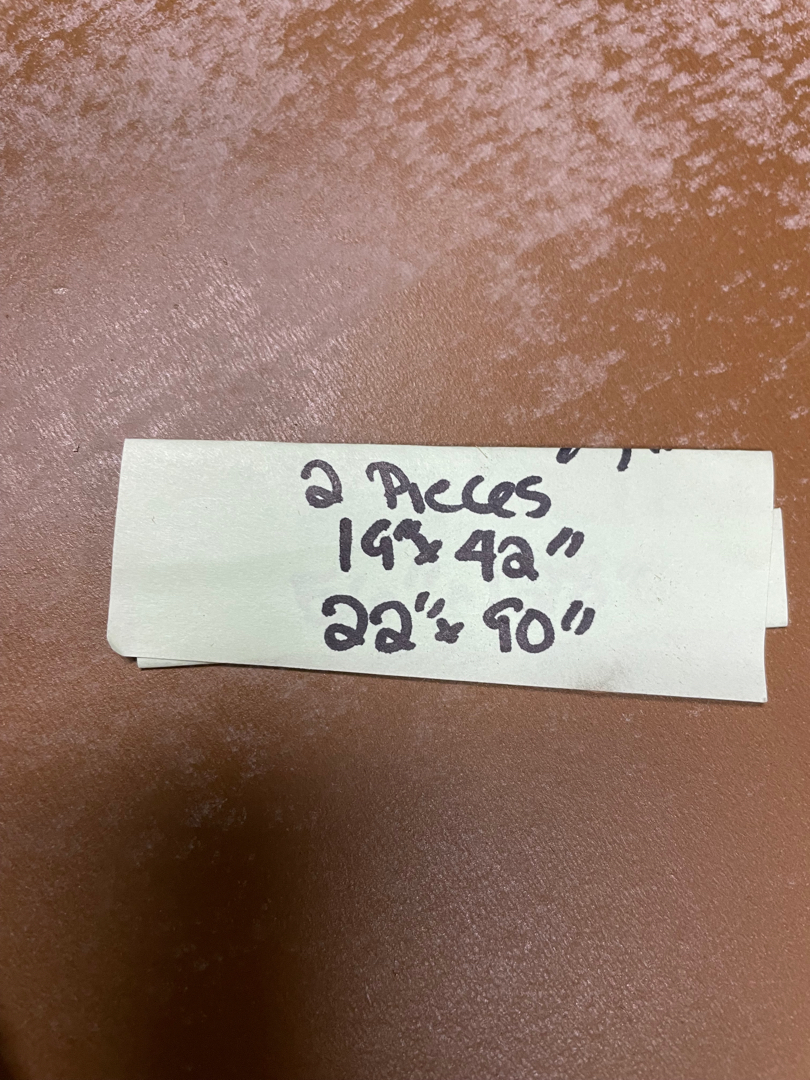 2 Pieces
19"x 42"
22"x 90"